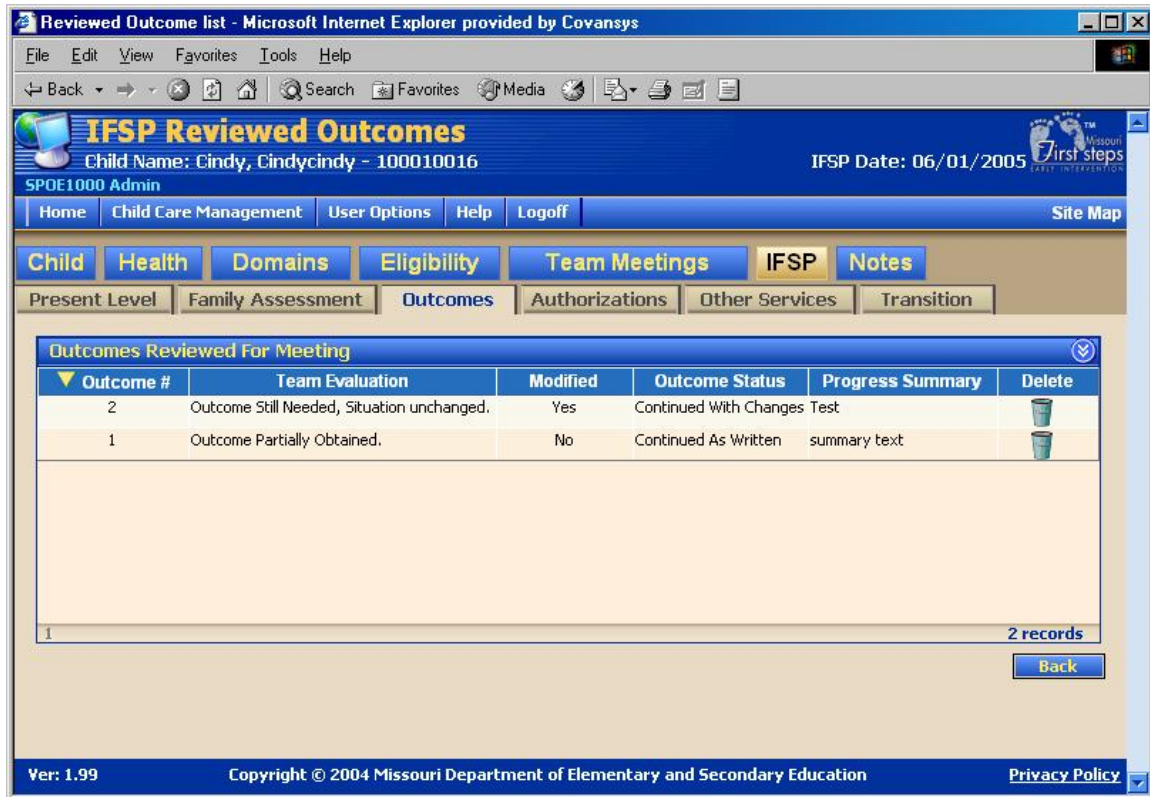 Reviewed Outcome list - Microsoft Internet Explorer provided by Covansys
File Edit View Favorites Tools Help
Back Search Favorites Media
IFSP Reviewed Outcomes
Child Name: Cindy, Cindycindy - 100010016 IFSP Date: 06/01/2005
TM
Missouri
First steps
EARLY INTERVENTION
SPOE1000 Admin
Home Child Care Management User Options Help Logoff Site Map
Child Health Domains Eligibility Team Meetings IFSP Notes
Present Level Family Assessment Outcomes Authorizations Other Services Transition
Outcomes Reviewed For Meeting
Outcome # Team Evaluation Modified Outcome Status Progress Summary Delete
2 Outcome Still Needed, Situation unchanged. Yes Continued With Changes Test
1 Outcome Partially Obtained. No Continued As Written summary text
1 2 records
Back
Ver: 1.99 Copyright © 2004 Missouri Department of Elementary and Secondary Education Privacy Policy